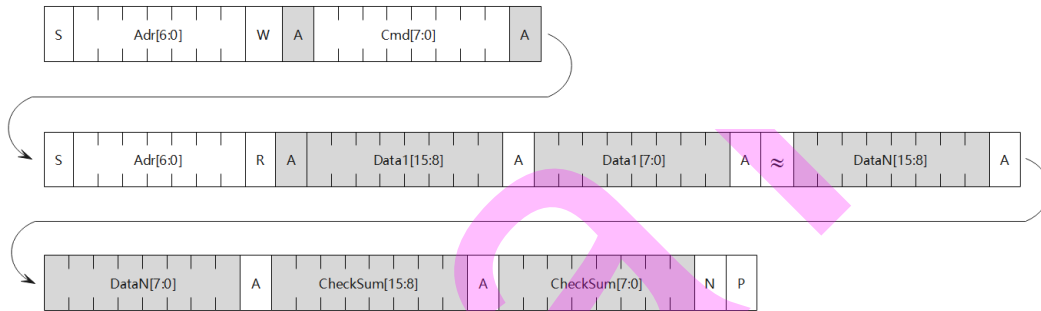 S Adr[6:0] W A Cmd[7:0] A
S Adr[6:0] R A Data1[15:8] A Data1[7:0] A ≈ DataN[15:8] A
DataN[7:0] A CheckSum[15:8] A CheckSum[7:0] N P